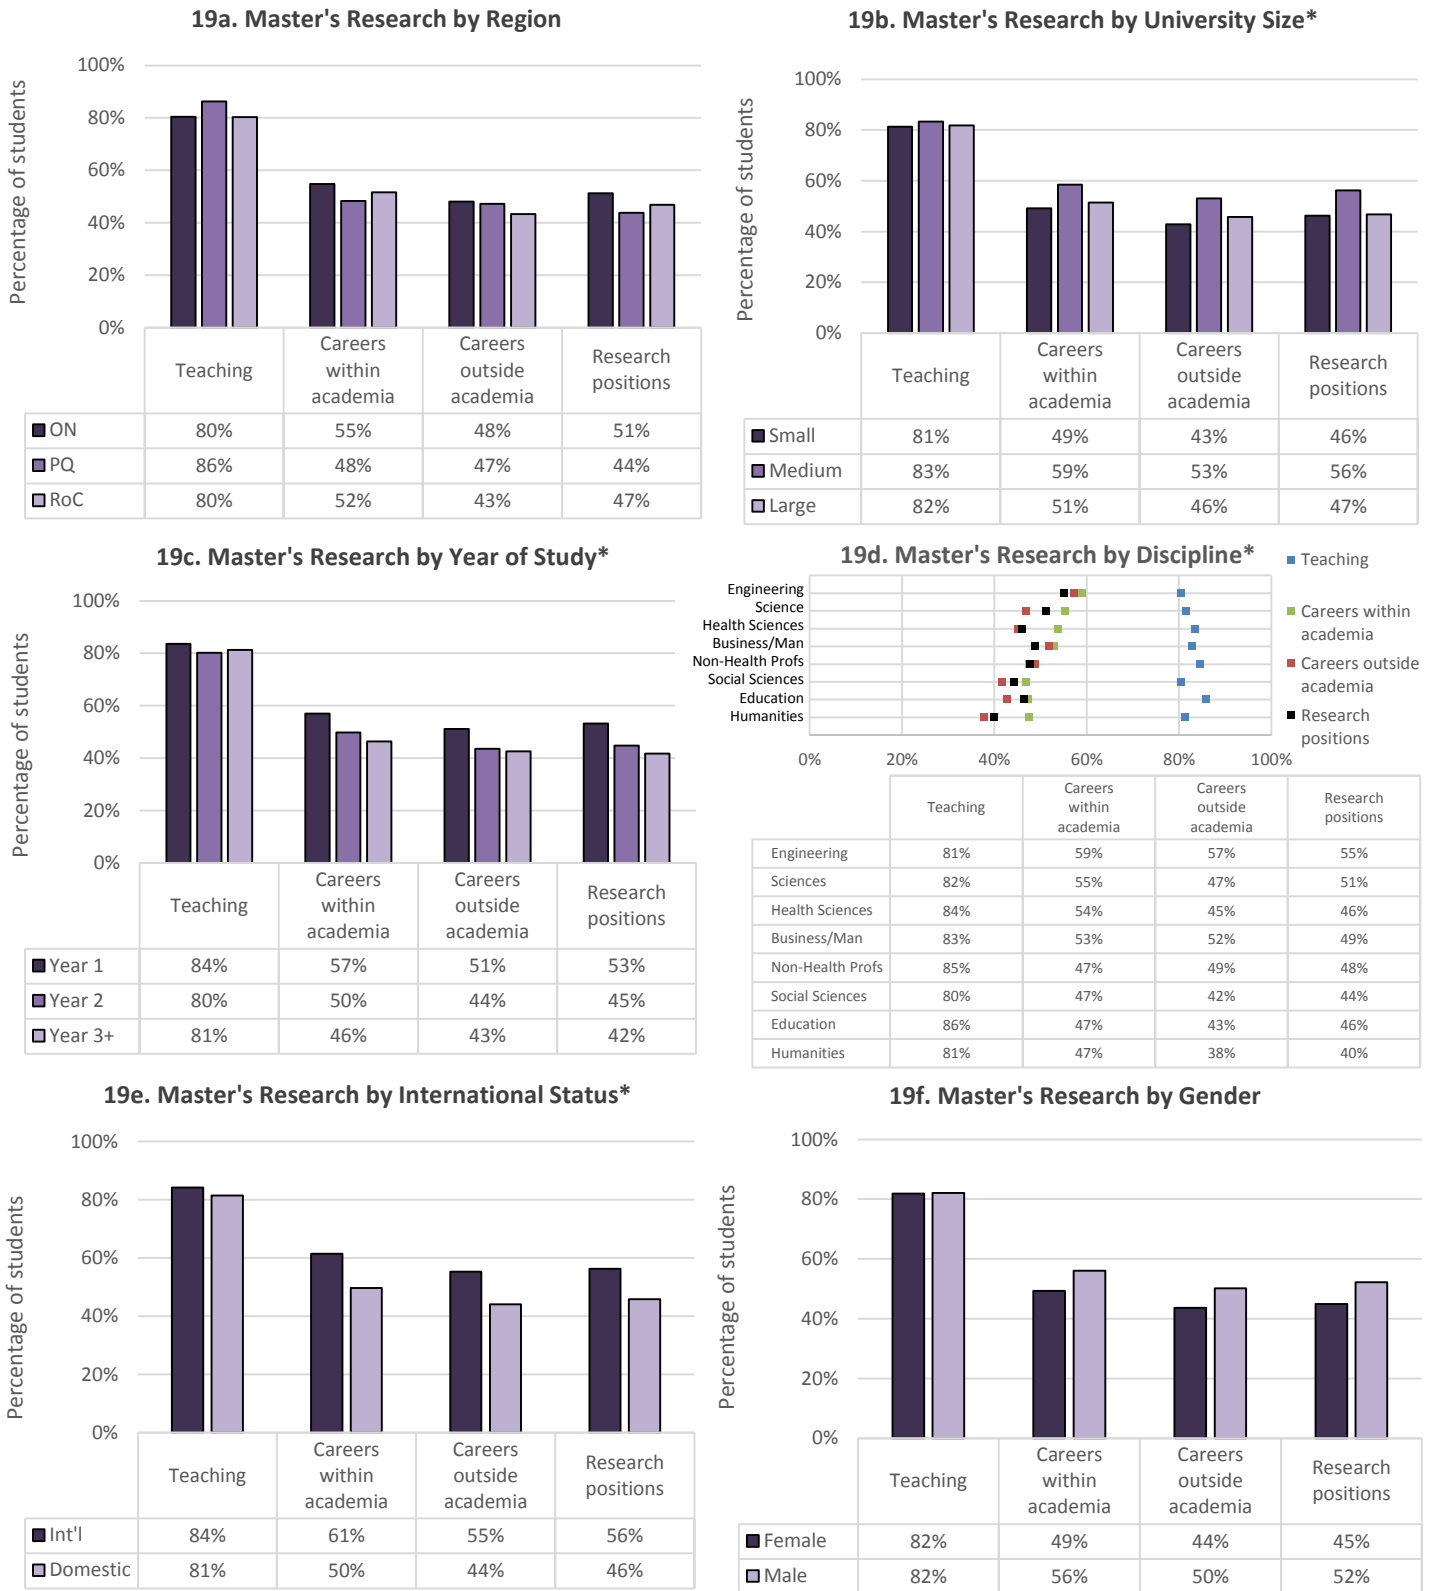 19a. Master's Research by Region
Percentage of students
100%
80%
60%
40%
20%
0%
Teaching
Careers
within
academia
Careers
outside
academia
Research
positions
ON 80% 55% 48% 51%
PQ 86% 48% 47% 44%
RoC 80% 52% 43% 47%
19b. Master's Research by University Size*
Percentage of students
100%
80%
60%
40%
20%
0%
Teaching
Careers
within
academia
Careers
outside
academia
Research
positions
Small 81% 49% 43% 46%
Medium 83% 59% 53% 56%
Large 82% 51% 46% 47%
19c. Master's Research by Year of Study*
Percentage of students
100%
80%
60%
40%
20%
0%
Teaching
Careers
within
academia
Careers
outside
academia
Research
positions
Year 1 84% 57% 51% 53%
Year 2 80% 50% 44% 45%
Year 3+ 81% 46% 43% 42%
19d. Master's Research by Discipline*
Engineering
Science
Health Sciences
Business/Man
Non-Health Profs
Social Sciences
Education
Humanities
0% 20% 40% 60% 80% 100%
Teaching
Careers within
academia
Careers outside
academia
Research
positions
Teaching
Careers
within
academia
Careers
outside
academia
Research
positions
Engineering 81% 59% 57% 55%
Sciences 82% 55% 47% 51%
Health Sciences 84% 54% 45% 46%
Business/Man 83% 53% 52% 49%
Non-Health Profs 85% 47% 49% 48%
Social Sciences 80% 47% 42% 44%
Education 86% 47% 43% 46%
Humanities 81% 47% 38% 40%
19e. Master's Research by International Status*
Percentage of students
100%
80%
60%
40%
20%
0%
Teaching
Careers
within
academia
Careers
outside
academia
Research
positions
Int'l 84% 61% 55% 56%
Domestic 81% 50% 44% 46%
19f. Master's Research by Gender
Percentage of students
100%
80%
60%
40%
20%
0%
Teaching
Careers
within
academia
Careers
outside
academia
Research
positions
Female 82% 49% 44% 45%
Male 82% 56% 50% 52%